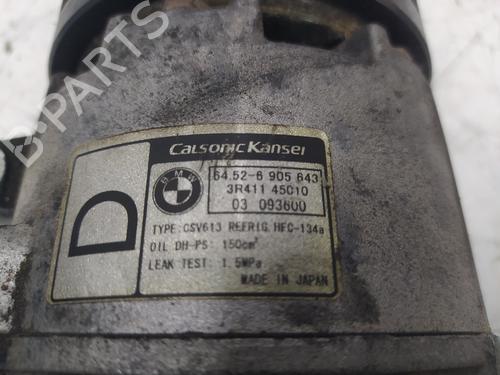 CalsonicKansei
BMW
64.52-6 905 643
3R411 45010
03 093600
D
TYPE:CSV613 REFRIG.HFC-134a
OIL DH-PS: 150cm³
LEAK TEST: 1.5MPa
MADE IN JAPAN